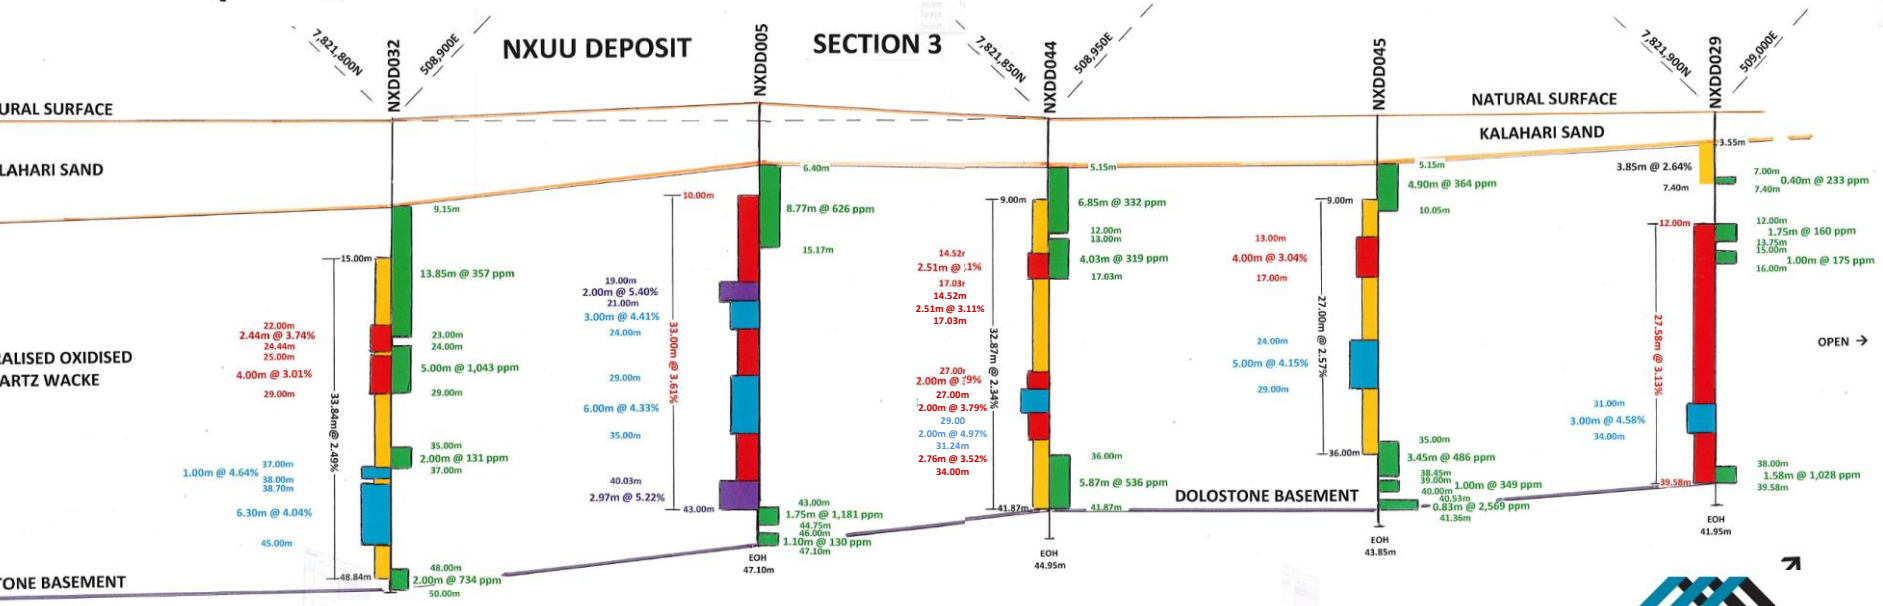 NXUU DEPOSIT SECTION 3
7,821,800N
NXDD032
508,900E
NXDD005
7,821,850N
NXDD044
508,950E
NXDD045
7,821,900N
NXDD029
509,000E
URAL SURFACE
NATURAL SURFACE
LAHARI SAND
KALAHARI SAND
RALISED OXIDISED
ARTZ WACKE
TONE BASEMENT
DOLOSTONE BASEMENT
OPEN →
9.15m
13.85m @ 357 ppm
23.00m
24.00m
5.00m @ 1,043 ppm
29.00m
35.00m
2.00m @ 131 ppm
37.00m
48.00m
2.00m @ 734 ppm
50.00m
15.00m
33.84m@ 2.49%
48.84m
22.00m
2.44m @ 3.74%
24.44m
25.00m
4.00m @ 3.01%
29.00m
37.00m
1.00m @ 4.64%
38.00m
38.70m
6.30m @ 4.04%
45.00m
6.40m
8.77m @ 626 ppm
15.17m
10.00m
33.00m @ 3.61%
43.00m
19.00m
2.00m @ 5.40%
21.00m
3.00m @ 4.41%
24.00m
29.00m
6.00m @ 4.33%
35.00m
40.03m
2.97m @ 5.22%
43.00m
1.75m @ 1,181 ppm
44.75m
46.00m
1.10m @ 130 ppm
47.10m
EOH
47.10m
5.15m
6.85m @ 332 ppm
12.00m
13.00m
4.03m @ 319 ppm
17.03m
36.00m
5.87m @ 536 ppm
41.87m
9.00m
32.87m @ 2.34%
41.87m
14.52m
2.51m @ 3.11%
17.03m
27.00m
2.00m @ 3.79%
29.00
2.00m @ 4.97%
31.24m
2.76m @ 3.52%
34.00m
EOH
44.95m
5.15m
4.90m @ 364 ppm
10.05m
9.00m
27.00m @ 2.57%
36.00m
13.00m
4.00m @ 3.04%
17.00m
24.00m
5.00m @ 4.15%
29.00m
35.00m
3.45m @ 486 ppm
38.45m
39.00m
1.00m @ 349 ppm
40.00m
40.53m
0.83m @ 2,569 ppm
41.36m
EOH
43.85m
3.55m
3.85m @ 2.64%
7.40m
7.00m
0.40m @ 233 ppm
7.40m
12.00m
27.58m @ 3.13%
39.58m
12.00m
1.75m @ 160 ppm
13.75m
15.00m
1.00m @ 175 ppm
16.00m
31.00m
3.00m @ 4.58%
34.00m
38.00m
1.58m @ 1,028 ppm
39.58m
EOH
41.95m